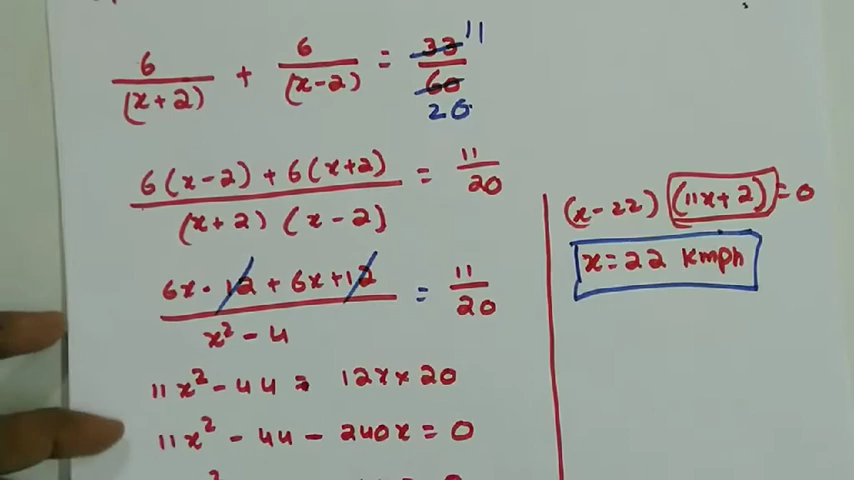 6/(x+2) + 6/(x-2) = 33/60 11 20
6(x-2) + 6(x+2) / (x+2) (x-2) = 11/20
6x - 12 + 6x + 12 / x² - 4 = 11/20
11x² - 44 = 12x × 20
11x² - 44 - 240x = 0
(x-22) (11x+2) = 0
x = 22 kmph